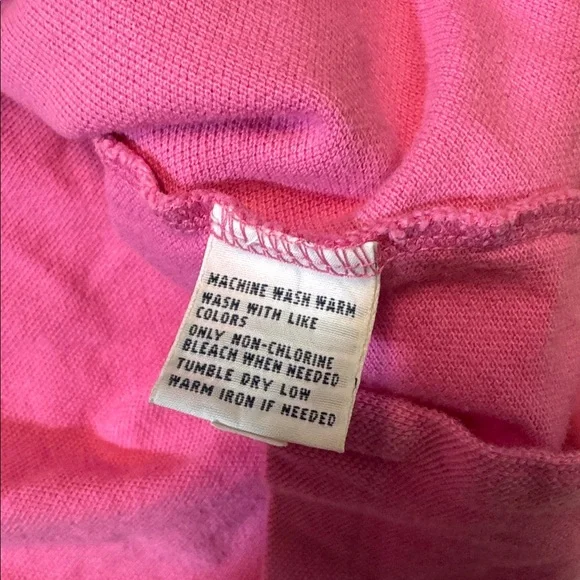 MACHINE WASH WARM
WASH WITH LIKE
COLORS
ONLY NON-CHLORINE
BLEACH WHEN NEEDED
TUMBLE DRY LOW
WARM IRON IF NEEDED